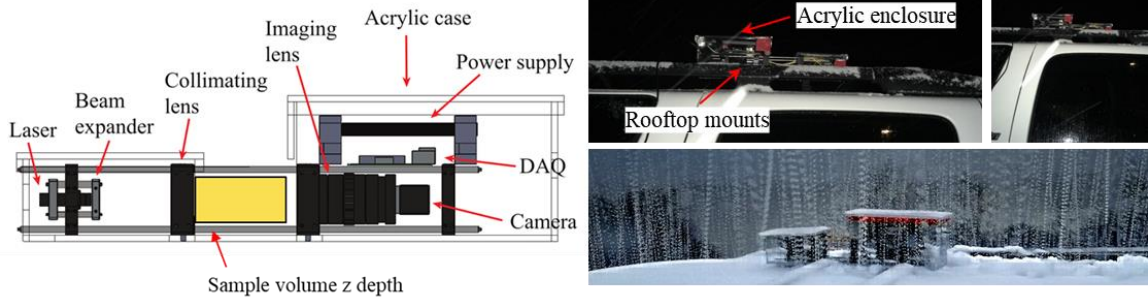 Acrylic case
Imaging
lens
Power supply
Collimating
lens
Beam
expander
Laser
DAQ
Camera
Sample volume z depth
Acrylic enclosure
Rooftop mounts